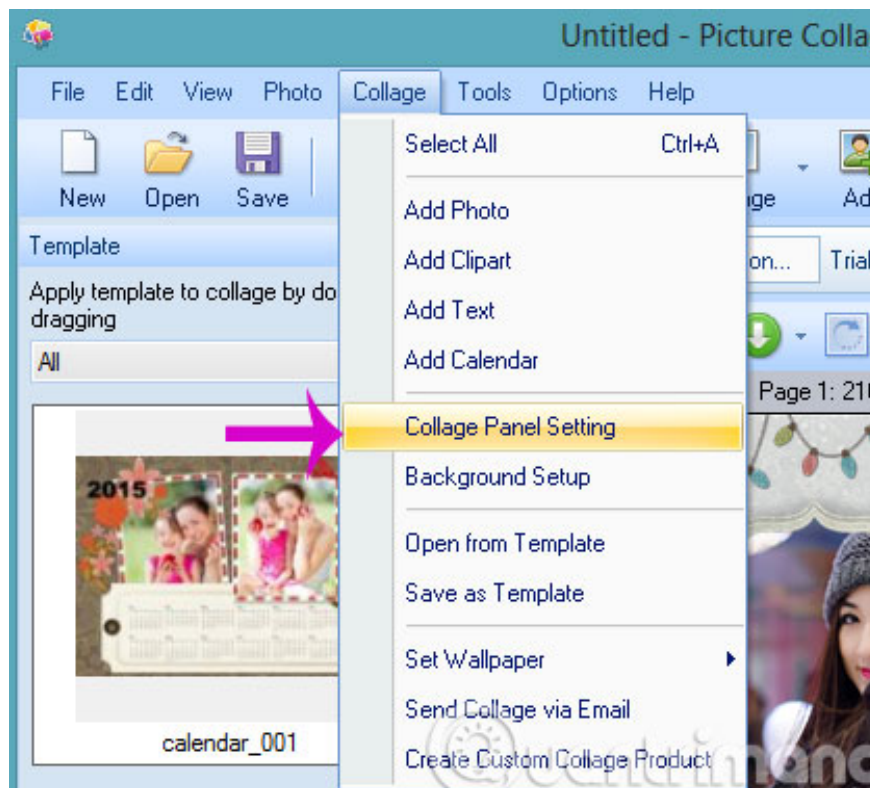 Untitled - Picture Colla
File Edit View Photo Collage Tools Options Help
New Open Save
Select All Ctrl+A
Add Photo
Add Clipart
Add Text
Add Calendar
Collage Panel Setting
Background Setup
Open from Template
Save as Template
Set Wallpaper
Send Collage via Email
Create Custom Collage Product
Template
Apply template to collage by do
dragging
All
2015
calendar_001
age Ad
on... Trial
Page 1: 210